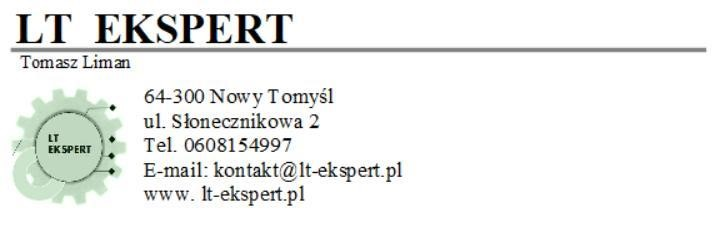 LT EKSPERT
Tomasz Liman
64-300 Nowy Tomyśl
ul. Słonecznikowa 2
Tel. 0608154997
E-mail: kontakt@lt-ekspert.pl
www. lt-ekspert.pl
LT
EKSPERT